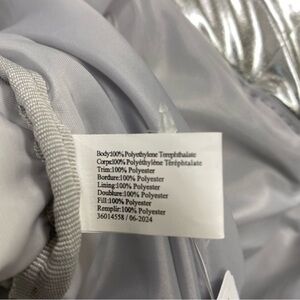 Body:100% Polyethylene Terephthalate
Corps:100% Polyéthylène Téréphtalate
Trim:100% Polyester
Bordure:100% Polyester
Lining:100% Polyester
Doublure:100% Polyester
Fill:100% Polyester
Remplir:100% Polyester
36014558 / 06-2024